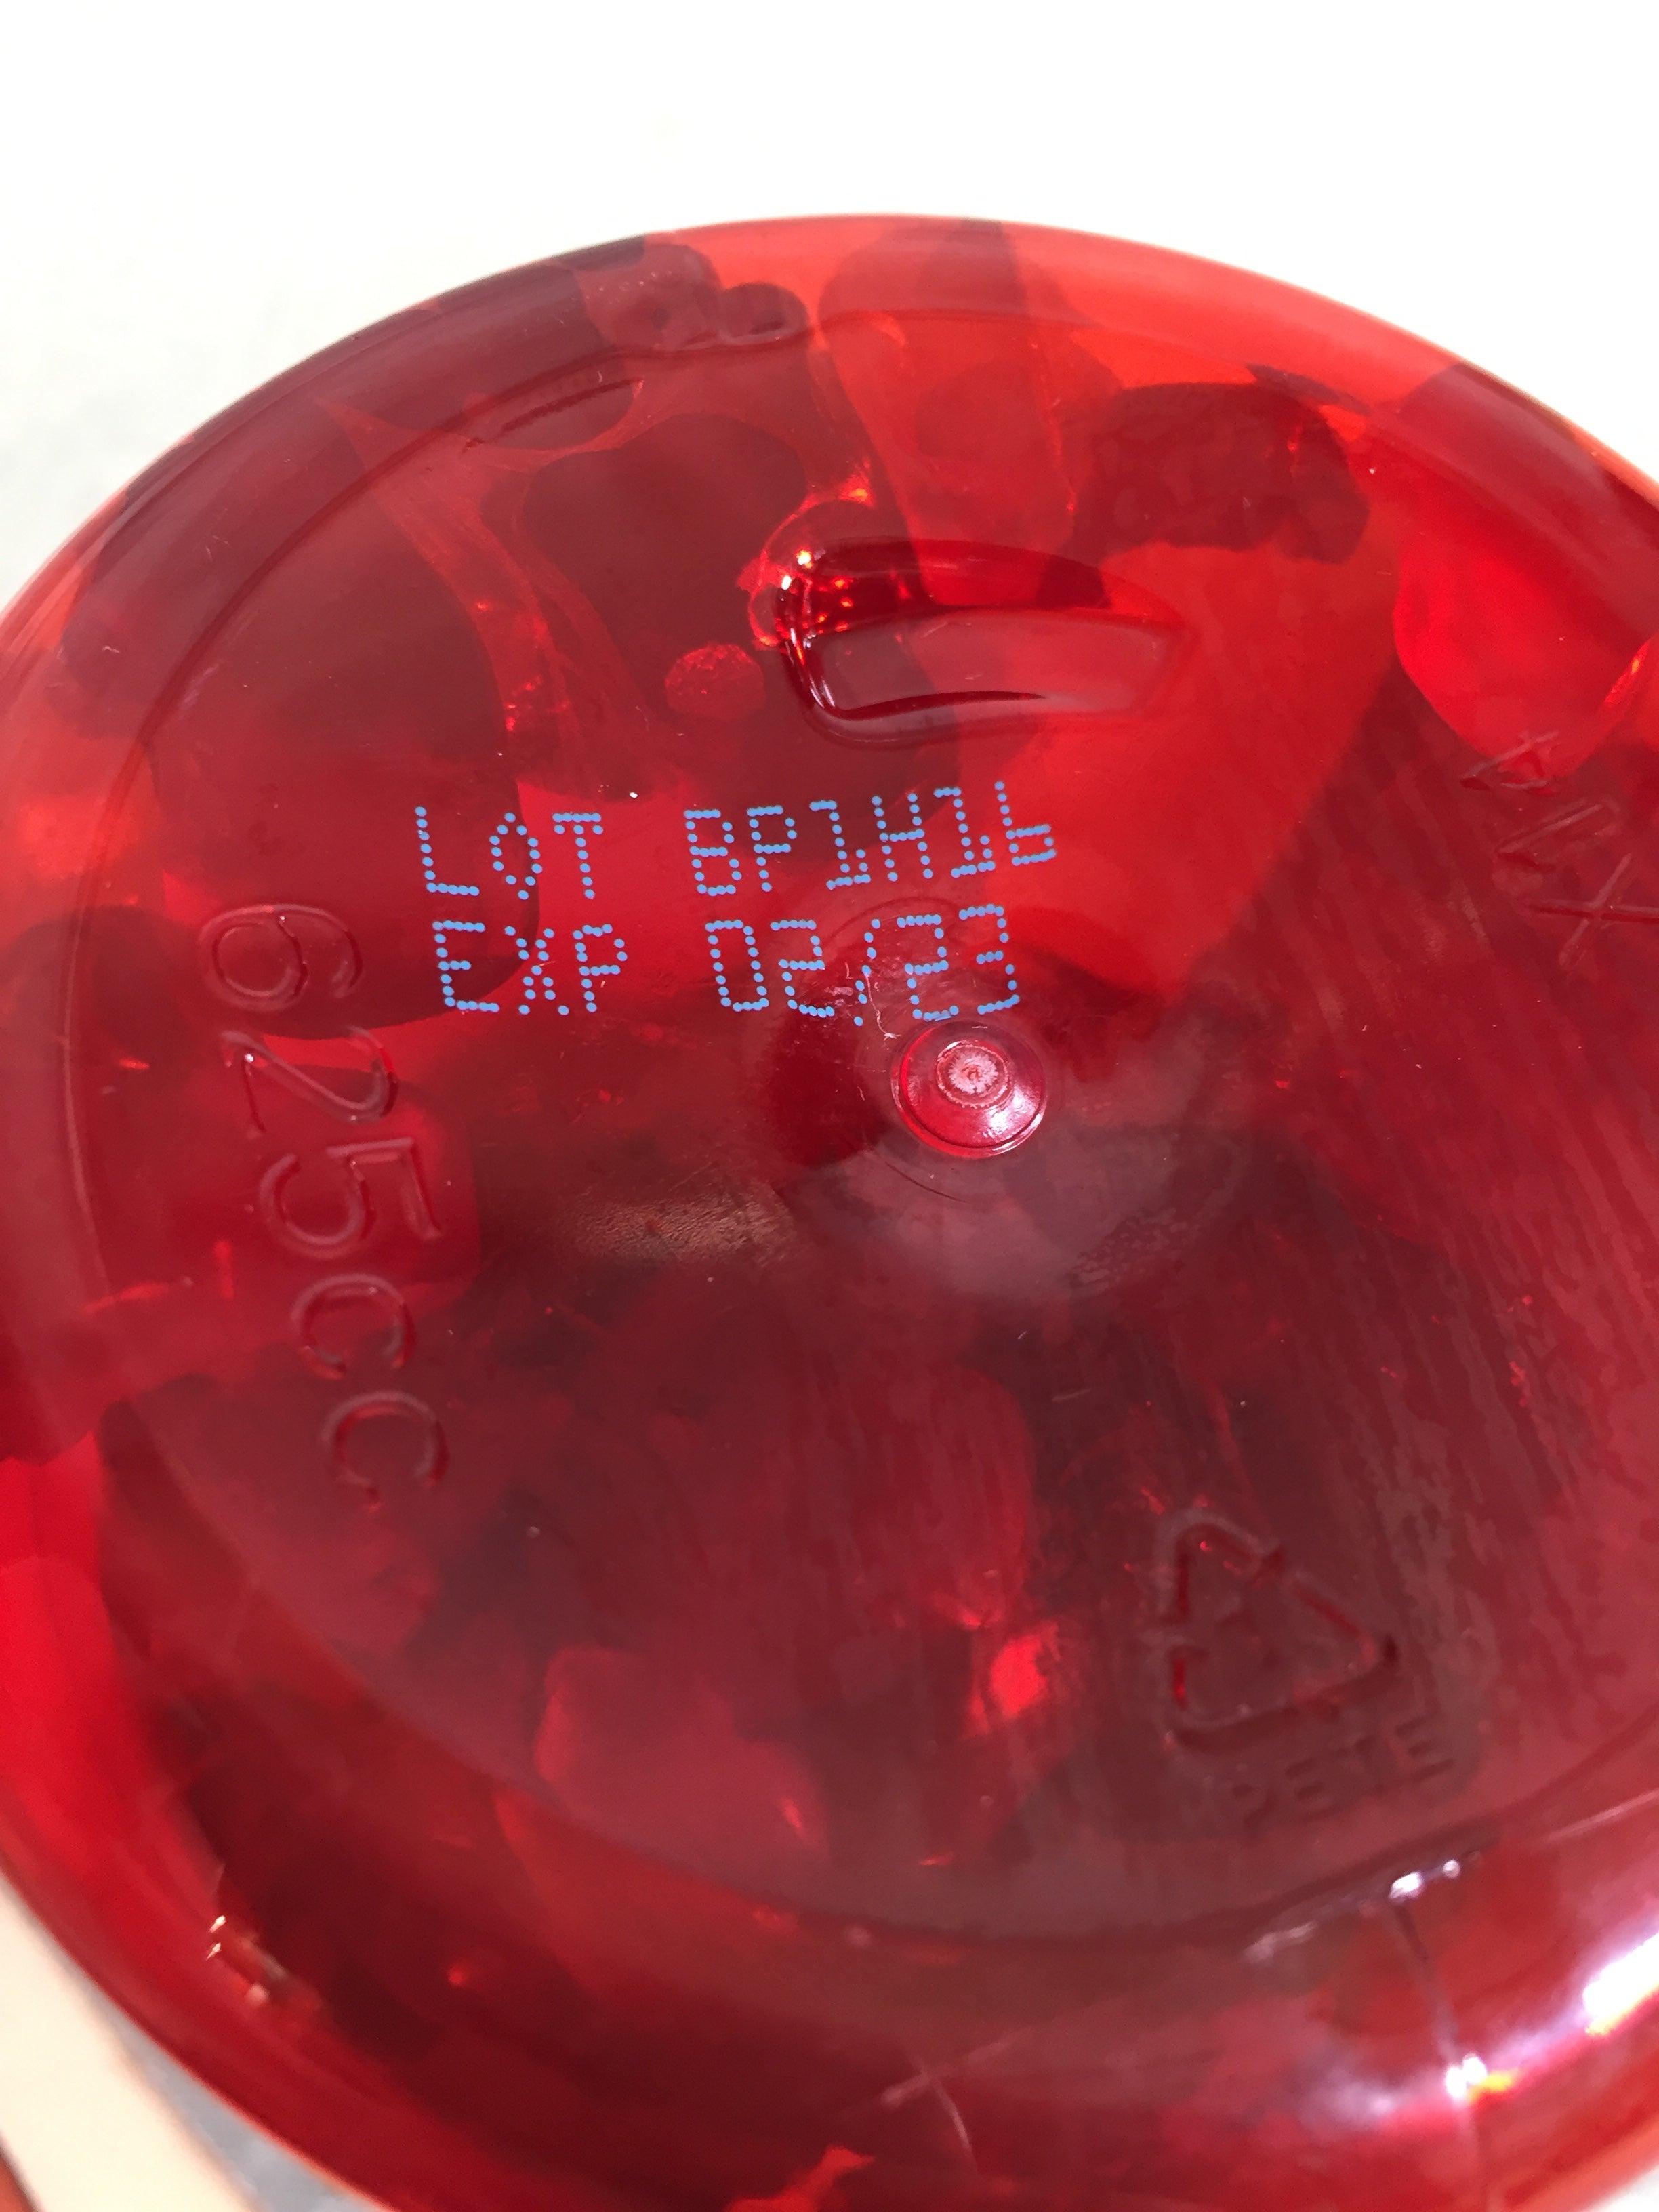 LOT BP1H16
EXP 02/23
625cc
PETE